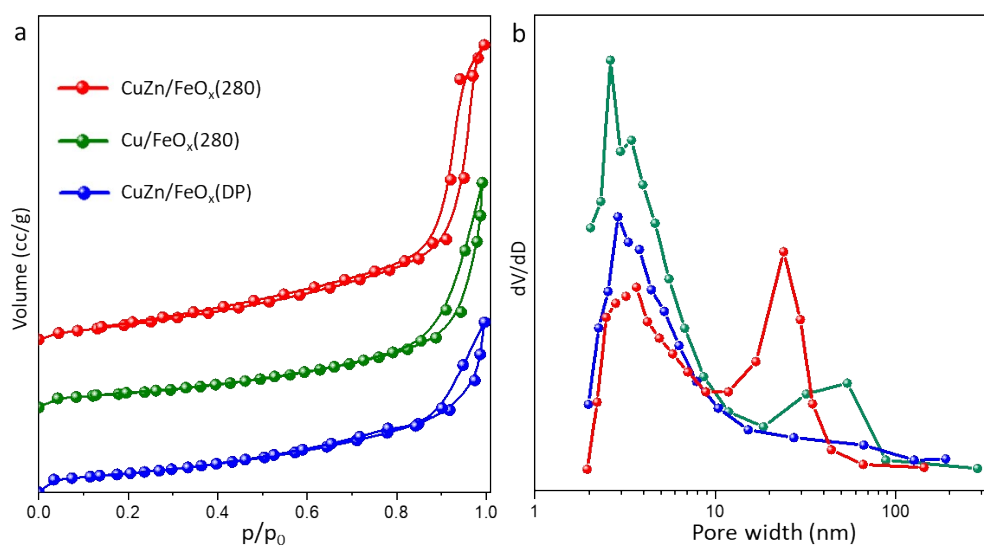 a
CuZn/FeOₓ(280)
Cu/FeOₓ(280)
CuZn/FeOₓ(DP)
Volume (cc/g)
0.0 0.2 0.4 0.6 0.8 1.0
p/p₀
b
dV/dD
1 10 100
Pore width (nm)